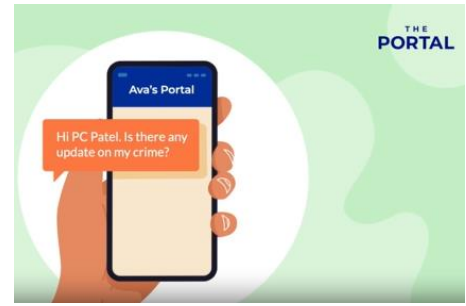 THE
PORTAL
Ava's Portal
Hi PC Patel. Is there any
update on my crime?